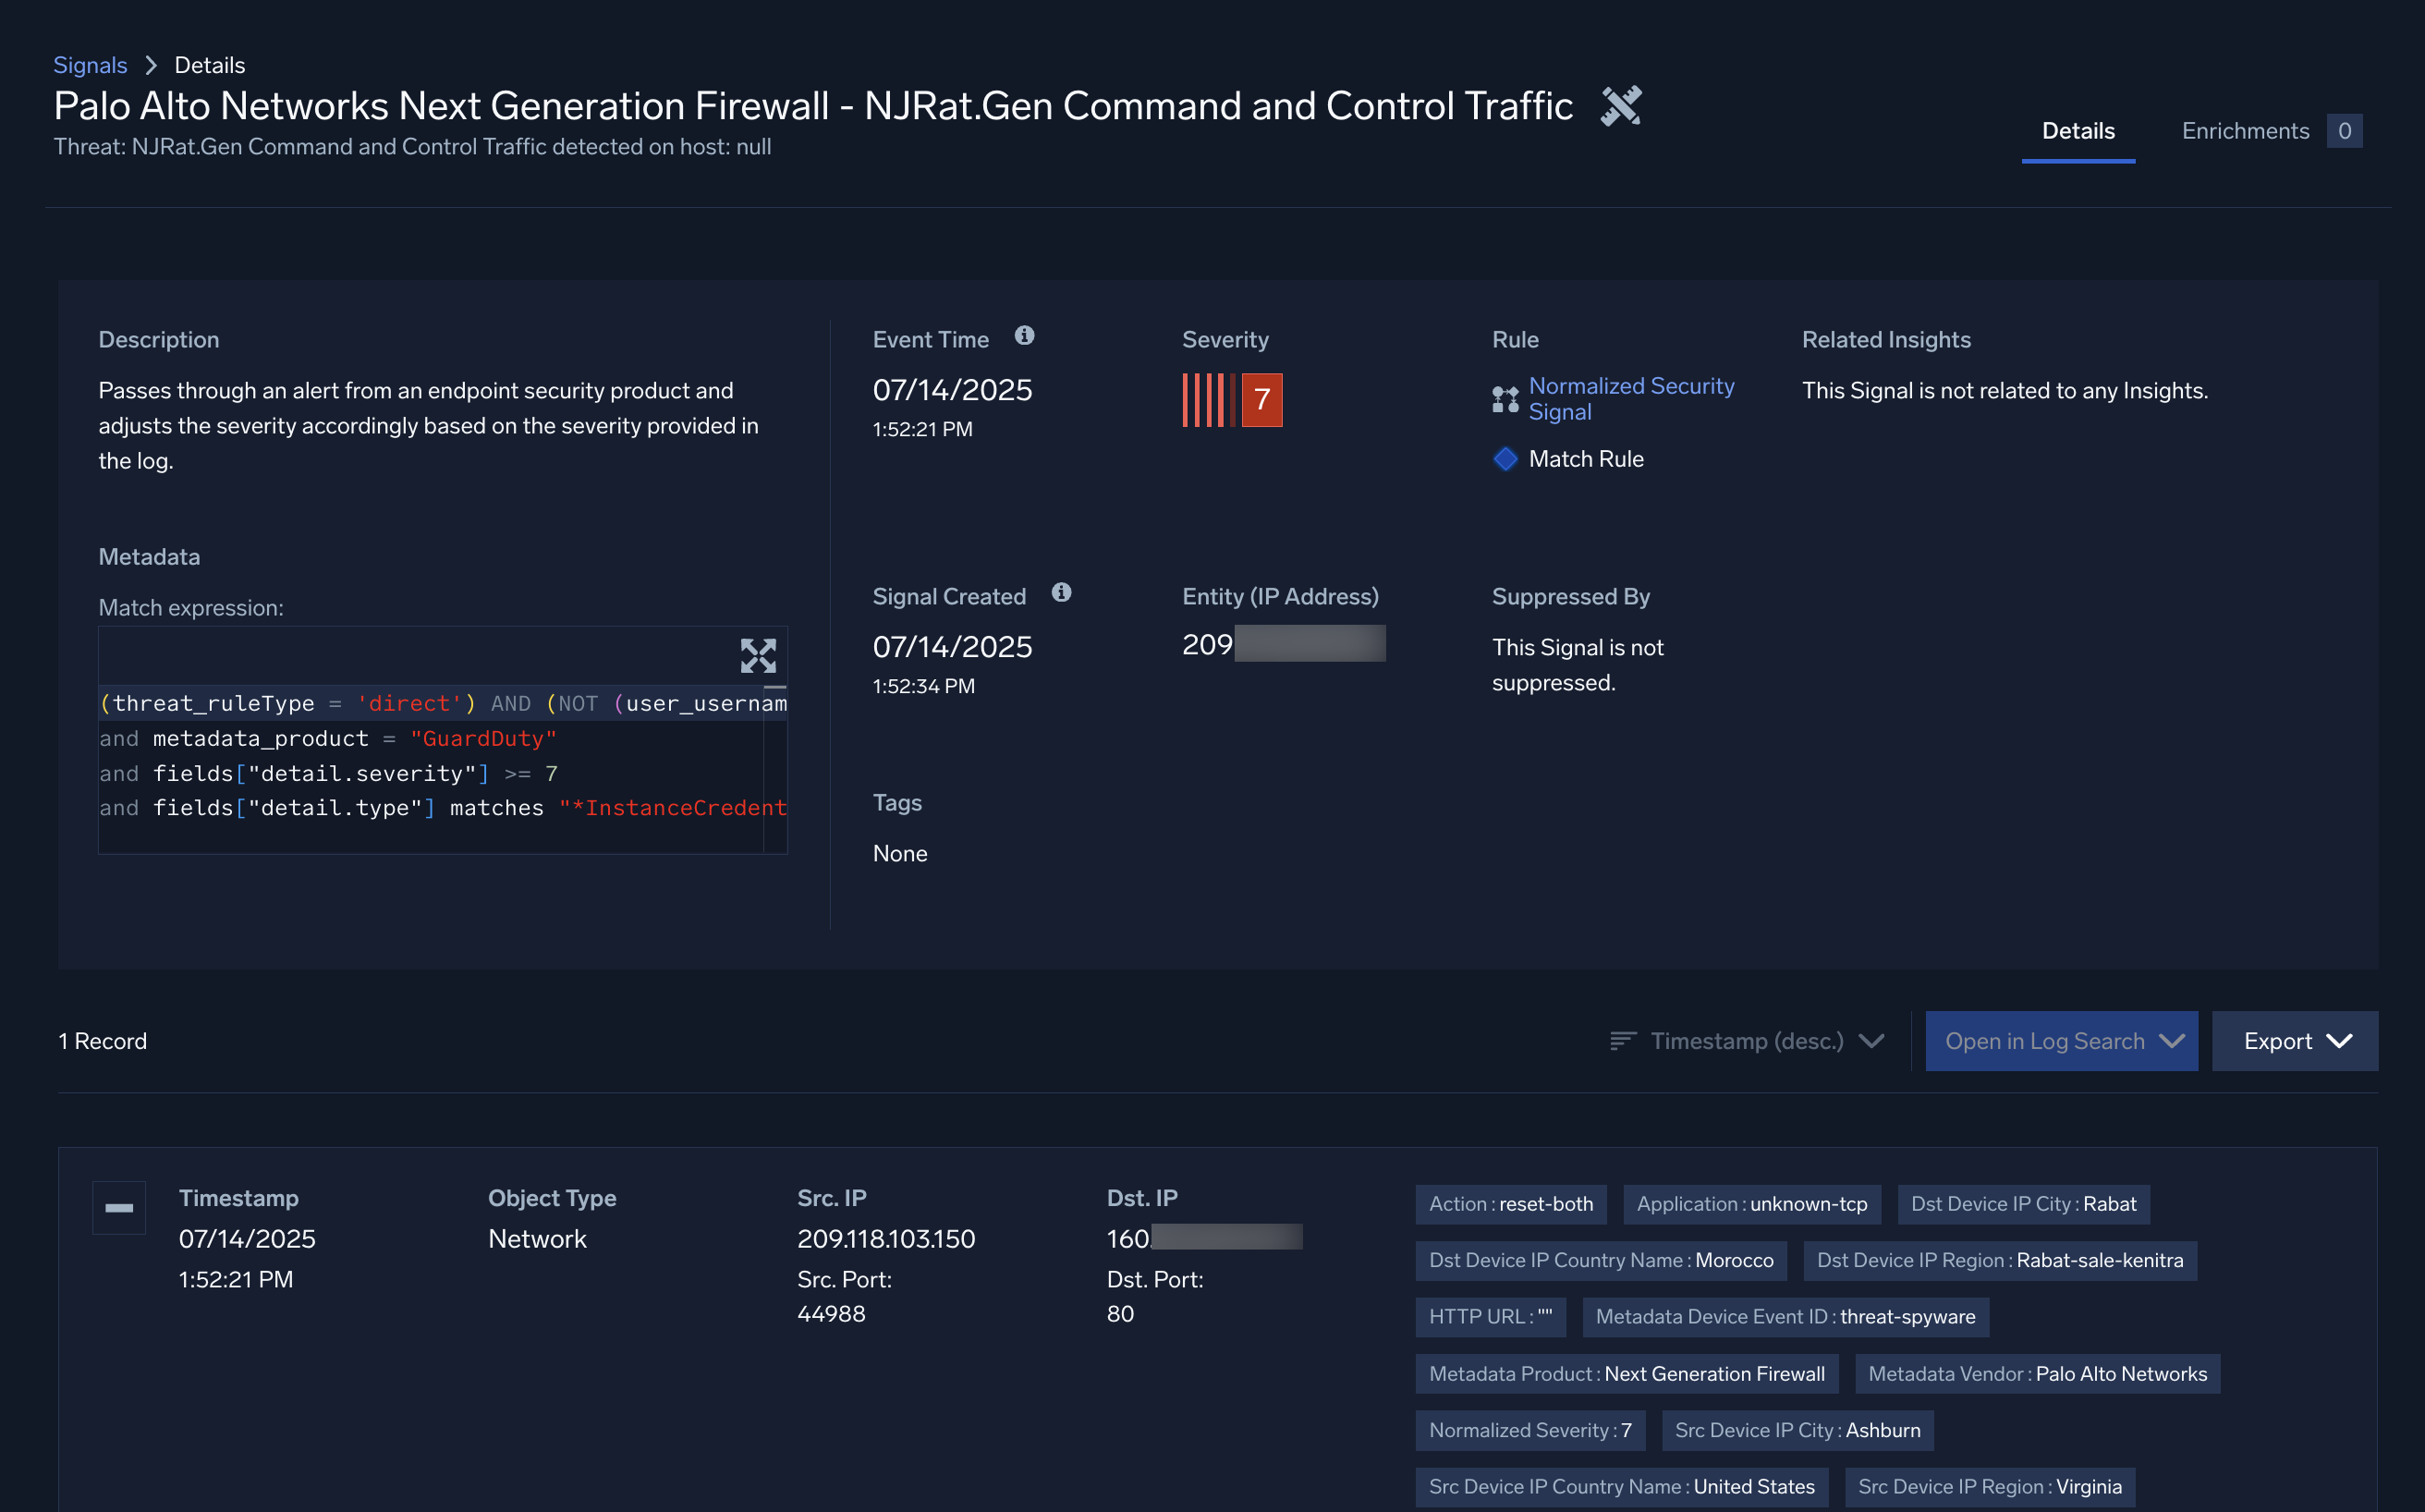 Signals > Details
Palo Alto Networks Next Generation Firewall - NJRat.Gen Command and Control Traffic
Threat: NJRat.Gen Command and Control Traffic detected on host: null
Details
Enrichments 0
Description
Passes through an alert from an endpoint security product and
adjusts the severity accordingly based on the severity provided in
the log.
Metadata
Match expression:
(threat_ruleType = 'direct') AND (NOT (user_usernam
and metadata_product = "GuardDuty"
and fields["detail.severity"] >= 7
and fields["detail.type"] matches "*InstanceCredent
Event Time
07/14/2025
1:52:21 PM
Severity
7
Rule
Normalized Security
Signal
Match Rule
Related Insights
This Signal is not related to any Insights.
Signal Created
07/14/2025
1:52:34 PM
Entity (IP Address)
209
Suppressed By
This Signal is not
suppressed.
Tags
None
1 Record
Timestamp (desc.)
Open in Log Search
Export
Timestamp
07/14/2025
1:52:21 PM
Object Type
Network
Src. IP
209.118.103.150
Src. Port:
44988
Dst. IP
160.
Dst. Port:
80
Action : reset-both
Application : unknown-tcp
Dst Device IP City : Rabat
Dst Device IP Country Name : Morocco
Dst Device IP Region : Rabat-sale-kenitra
HTTP URL : ""
Metadata Device Event ID : threat-spyware
Metadata Product : Next Generation Firewall
Metadata Vendor : Palo Alto Networks
Normalized Severity : 7
Src Device IP City : Ashburn
Src Device IP Country Name : United States
Src Device IP Region : Virginia